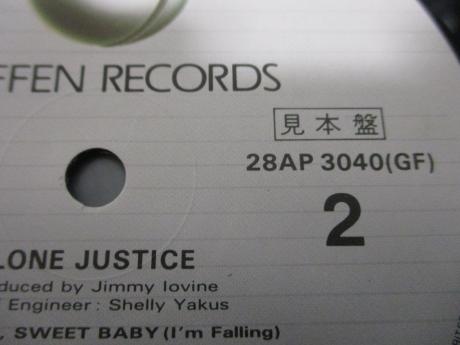 FFEN RECORDS
見本盤
28AP 3040(GF)
2
LONE JUSTICE
duced by Jimmy Iovine
Engineer: Shelly Yakus
, SWEET BABY (I'm Falling)